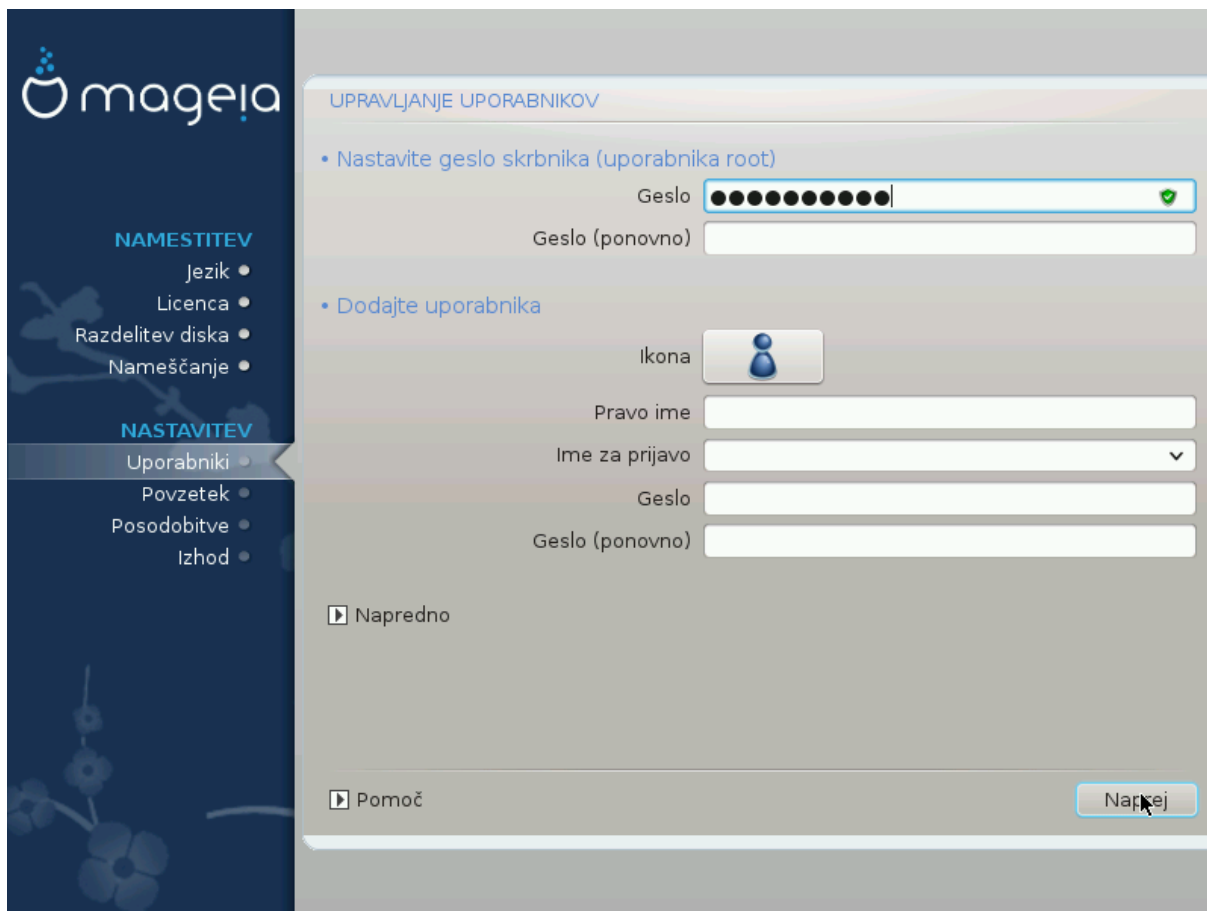 mageia
NAMESTITEV
Jezik
Licenca
Razdelitev diska
Nameščanje
NASTAVITEV
Uporabniki
Povzetek
Posodobitve
Izhod
UPRAVLJANJE UPORABNIKOV
• Nastavite geslo skrbnika (uporabnika root)
Geslo ●●●●●●●●●●
Geslo (ponovno)
• Dodajte uporabnika
Ikona
Pravo ime
Ime za prijavo
Geslo
Geslo (ponovno)
Napredno
Pomoč
Naprej